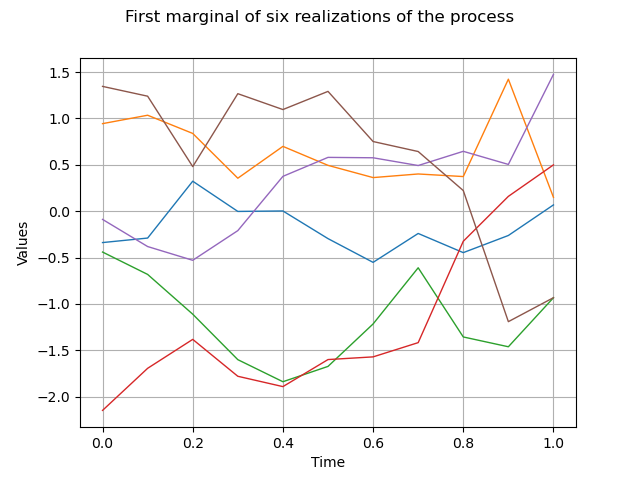 First marginal of six realizations of the process
1.5
1.0
0.5
0.0
−0.5
−1.0
−1.5
−2.0
Values
0.0 0.2 0.4 0.6 0.8 1.0
Time